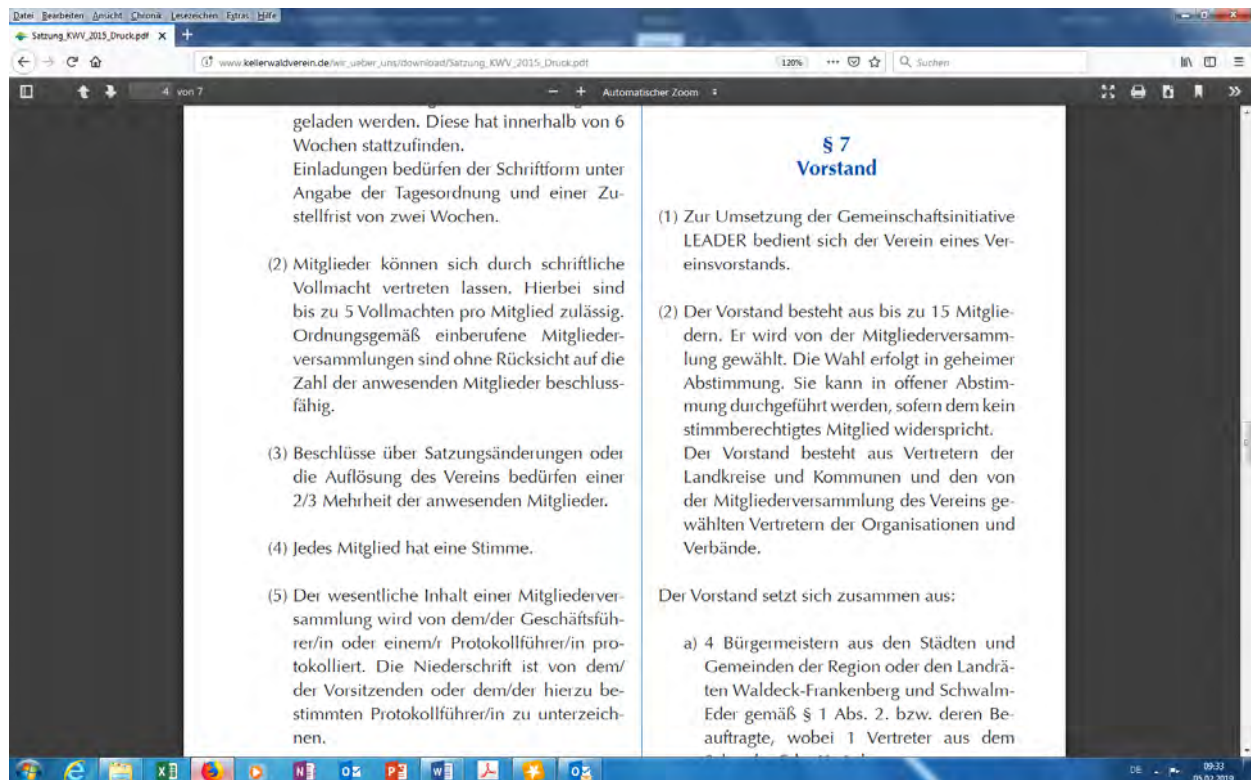 Datei Bearbeiten Ansicht Chronik Lesezeichen Extras Hilfe
Satzung_KWV_2015_Druck.pdf
www.kellerwaldverein.de/wir_ueber_uns/download/Satzung_KWV_2015_Druck.pdf
120%
Suchen
4 von 7
Automatischer Zoom
geladen werden. Diese hat innerhalb von 6
Wochen stattzufinden.
Einladungen bedürfen der Schriftform unter
Angabe der Tagesordnung und einer Zu-
stellfrist von zwei Wochen.
(2) Mitglieder können sich durch schriftliche
Vollmacht vertreten lassen. Hierbei sind
bis zu 5 Vollmachten pro Mitglied zulässig.
Ordnungsgemäß einberufene Mitglieder-
versammlungen sind ohne Rücksicht auf die
Zahl der anwesenden Mitglieder beschluss-
fähig.
(3) Beschlüsse über Satzungsänderungen oder
die Auflösung des Vereins bedürfen einer
2/3 Mehrheit der anwesenden Mitglieder.
(4) Jedes Mitglied hat eine Stimme.
(5) Der wesentliche Inhalt einer Mitgliederver-
sammlung wird von dem/der Geschäftsfüh-
rer/in oder einem/r Protokollführer/in pro-
tokolliert. Die Niederschrift ist von dem/
der Vorsitzenden oder dem/der hierzu be-
stimmten Protokollführer/in zu unterzeich-
nen.
§ 7
Vorstand
(1) Zur Umsetzung der Gemeinschaftsinitiative
LEADER bedient sich der Verein eines Ver-
einsvorstands.
(2) Der Vorstand besteht aus bis zu 15 Mitglie-
dern. Er wird von der Mitgliederversamm-
lung gewählt. Die Wahl erfolgt in geheimer
Abstimmung. Sie kann in offener Abstim-
mung durchgeführt werden, sofern dem kein
stimmberechtigtes Mitglied widerspricht.
Der Vorstand besteht aus Vertretern der
Landkreise und Kommunen und den von
der Mitgliederversammlung des Vereins ge-
wählten Vertretern der Organisationen und
Verbände.
Der Vorstand setzt sich zusammen aus:
a) 4 Bürgermeistern aus den Städten und
Gemeinden der Region oder den Landrä-
ten Waldeck-Frankenberg und Schwalm-
Eder gemäß § 1 Abs. 2. bzw. deren Be-
auftragte, wobei 1 Vertreter aus dem
DE
09:33
05.02.2019